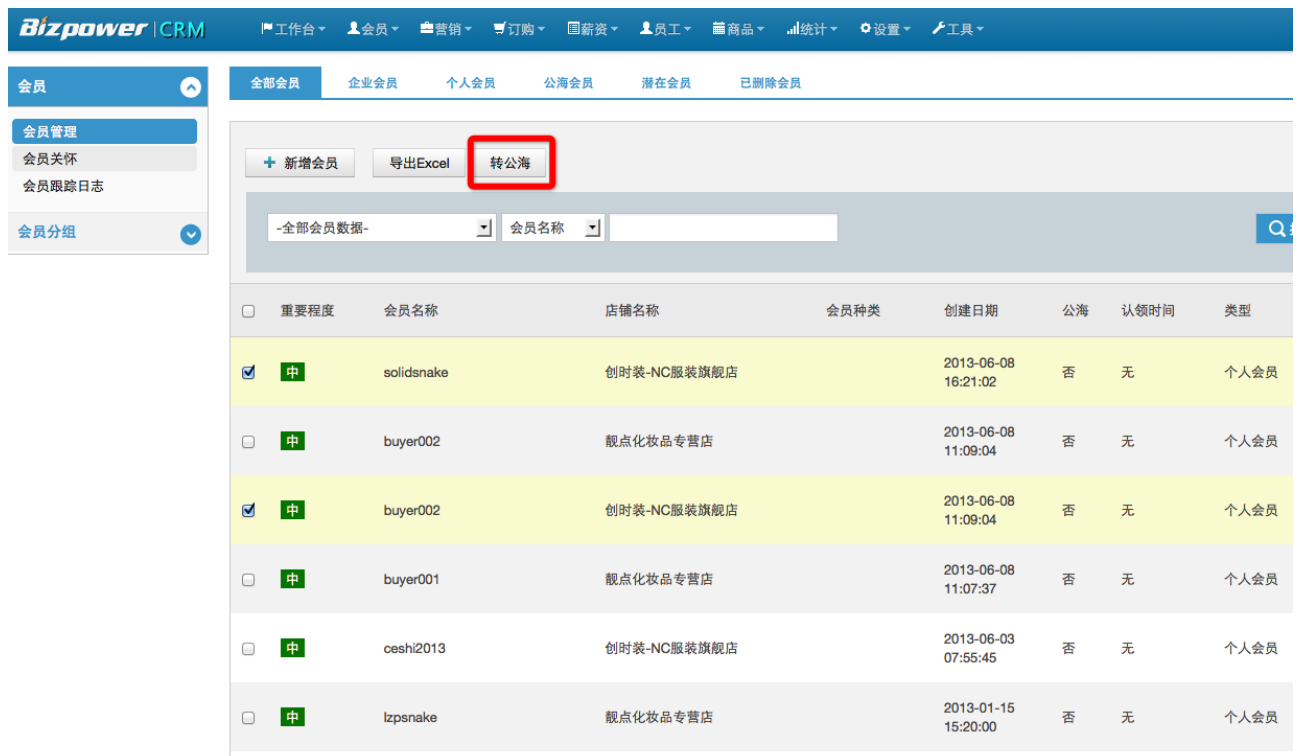 Bizpower | CRM
工作台 会员 营销 订购 薪资 员工 商品 统计 设置 工具
会员
会员管理
会员关怀
会员跟踪日志
会员分组
全部会员 企业会员 个人会员 公海会员 潜在会员 已删除会员
+ 新增会员 导出Excel 转公海
-全部会员数据- 会员名称
重要程度 会员名称 店铺名称 会员种类 创建日期 公海 认领时间 类型
中 solidsnake 创时装-NC服装旗舰店 2013-06-08 16:21:02 否 无 个人会员
中 buyer002 靓点化妆品专营店 2013-06-08 11:09:04 否 无 个人会员
中 buyer002 创时装-NC服装旗舰店 2013-06-08 11:09:04 否 无 个人会员
中 buyer001 靓点化妆品专营店 2013-06-08 11:07:37 否 无 个人会员
中 ceshi2013 创时装-NC服装旗舰店 2013-06-03 07:55:45 否 无 个人会员
中 lzpsnake 靓点化妆品专营店 2013-01-15 15:20:00 否 无 个人会员